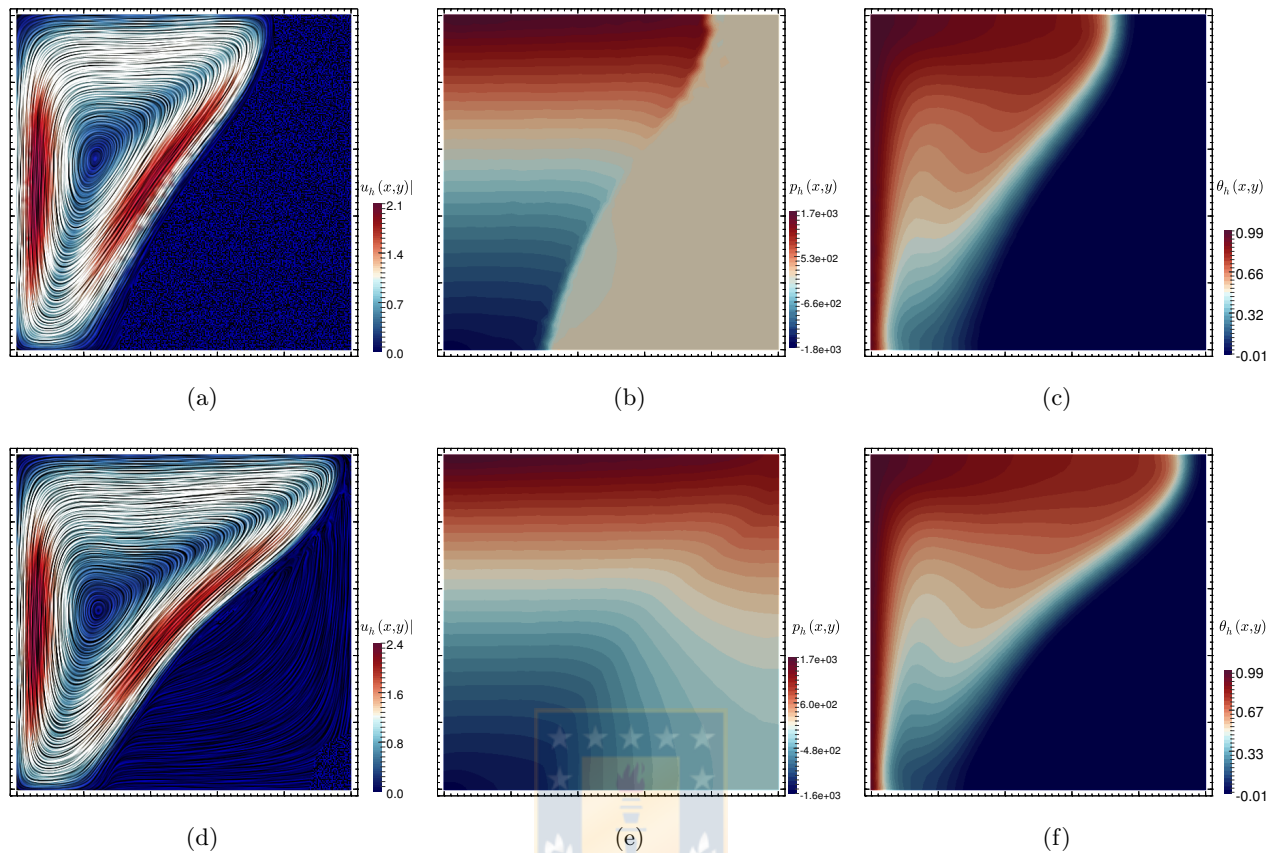 u_h(x,y)|
2.1
1.4
0.7
0.0
p_h(x,y)
1.7e+03
5.3e+02
-6.6e+02
-1.8e+03
θ_h(x,y)
0.99
0.66
0.32
-0.01
(a)
(b)
(c)
u_h(x,y)|
2.4
1.6
0.8
0.0
p_h(x,y)
1.7e+03
6.0e+02
-4.8e+02
-1.6e+03
θ_h(x,y)
0.99
0.67
0.33
-0.01
(d)
(e)
(f)